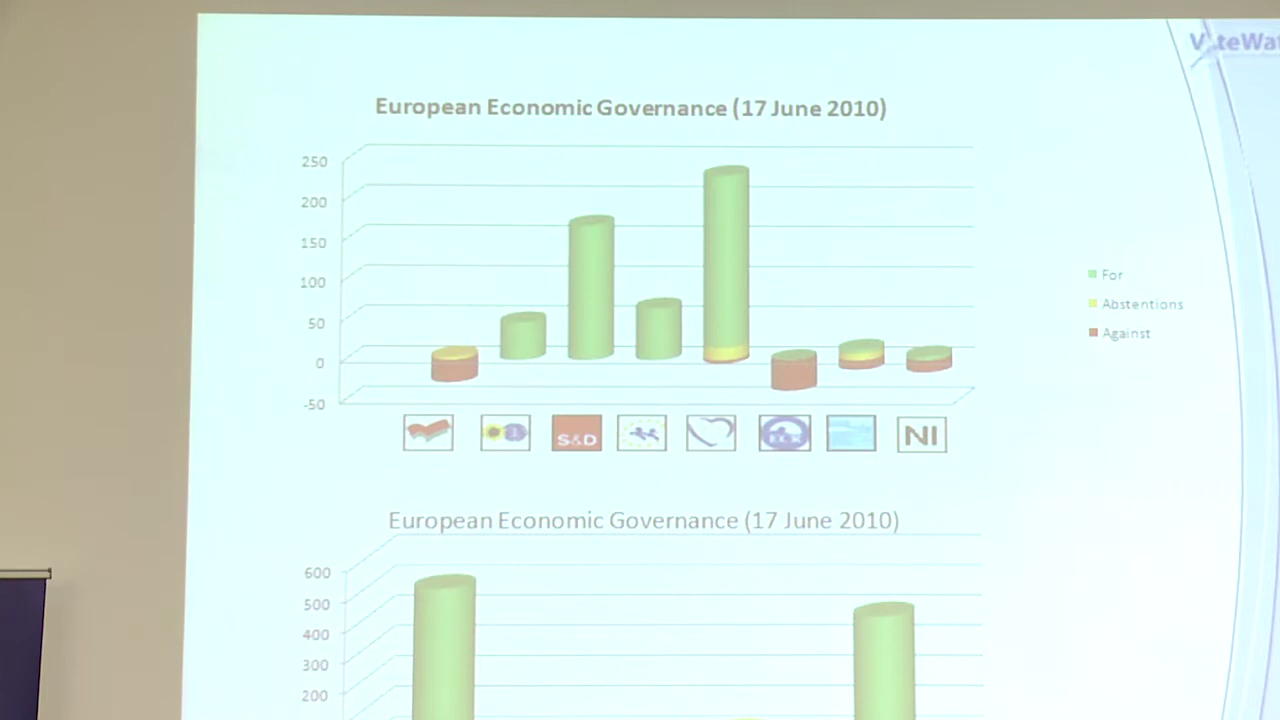 VoteWat
European Economic Governance (17 June 2010)
250
200
150
100
50
0
-50
For
Abstentions
Against
S&D
ECR
NI
European Economic Governance (17 June 2010)
600
500
400
300
200